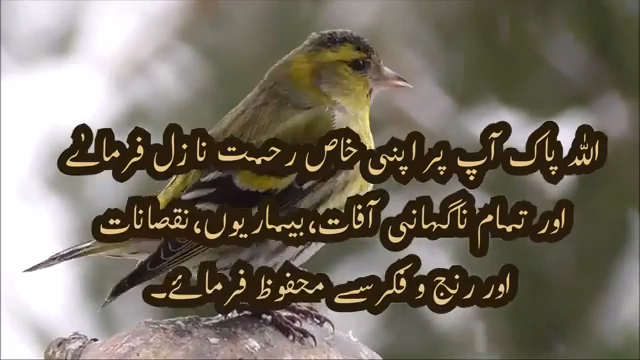 اللہ پاک آپ پر اپنی خاص رحمت نازل فرمائے
اور تمام ناگہانی آفات،بیماریوں،نقصانات
اور رنج و فکر سے محفوظ فرمائے۔